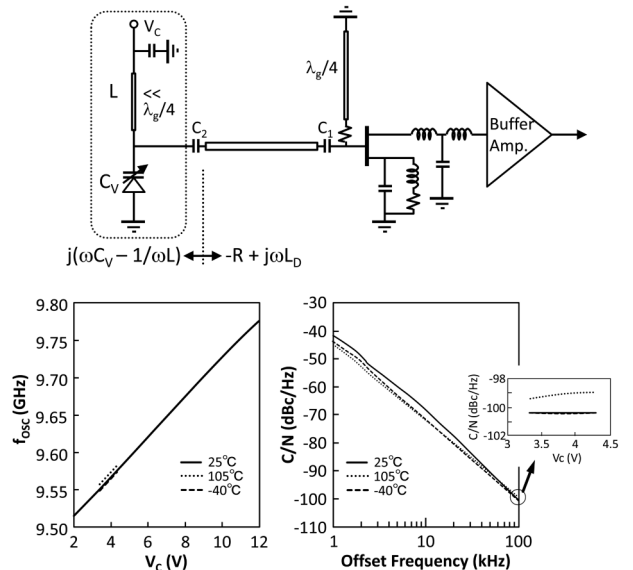 V_C
L <<
λ_g/4
λ_g/4
C_2
C_1
C_V
Buffer
Amp.
j(ωC_V – 1/ωL)
-R + jωL_D
9.80
9.75
9.70
9.65
9.60
9.55
9.50
f_OSC (GHz)
25°C
105°C
-40°C
2 4 6 8 10 12
V_C (V)
-30
-40
-50
-60
-70
-80
-90
-100
-110
C/N (dBc/Hz)
25°C
105°C
-40°C
1 10 100
Offset Frequency (kHz)
-98
-100
-102
C/N (dBc/Hz)
3 3.5 4 4.5
Vc (V)